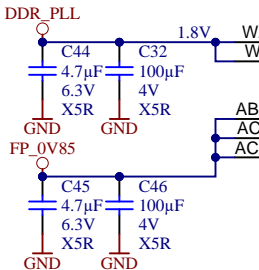 DDR_PLL
1.8V
W
W
C44
4.7µF
6.3V
X5R
C32
100µF
4V
X5R
GND
GND
AB
AC
AC
FP_0V85
C45
4.7µF
6.3V
X5R
C46
100µF
4V
X5R
GND
GND